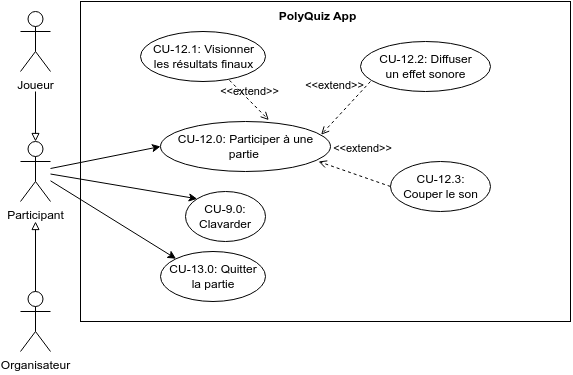 PolyQuiz App
CU-12.1: Visionner
les résultats finaux
CU-12.2: Diffuser
un effet sonore
Joueur
<<extend>>
<<extend>>
CU-12.0: Participer à une
partie
<<extend>>
CU-12.3:
Couper le son
Participant
CU-9.0:
Clavarder
CU-13.0: Quitter
la partie
Organisateur